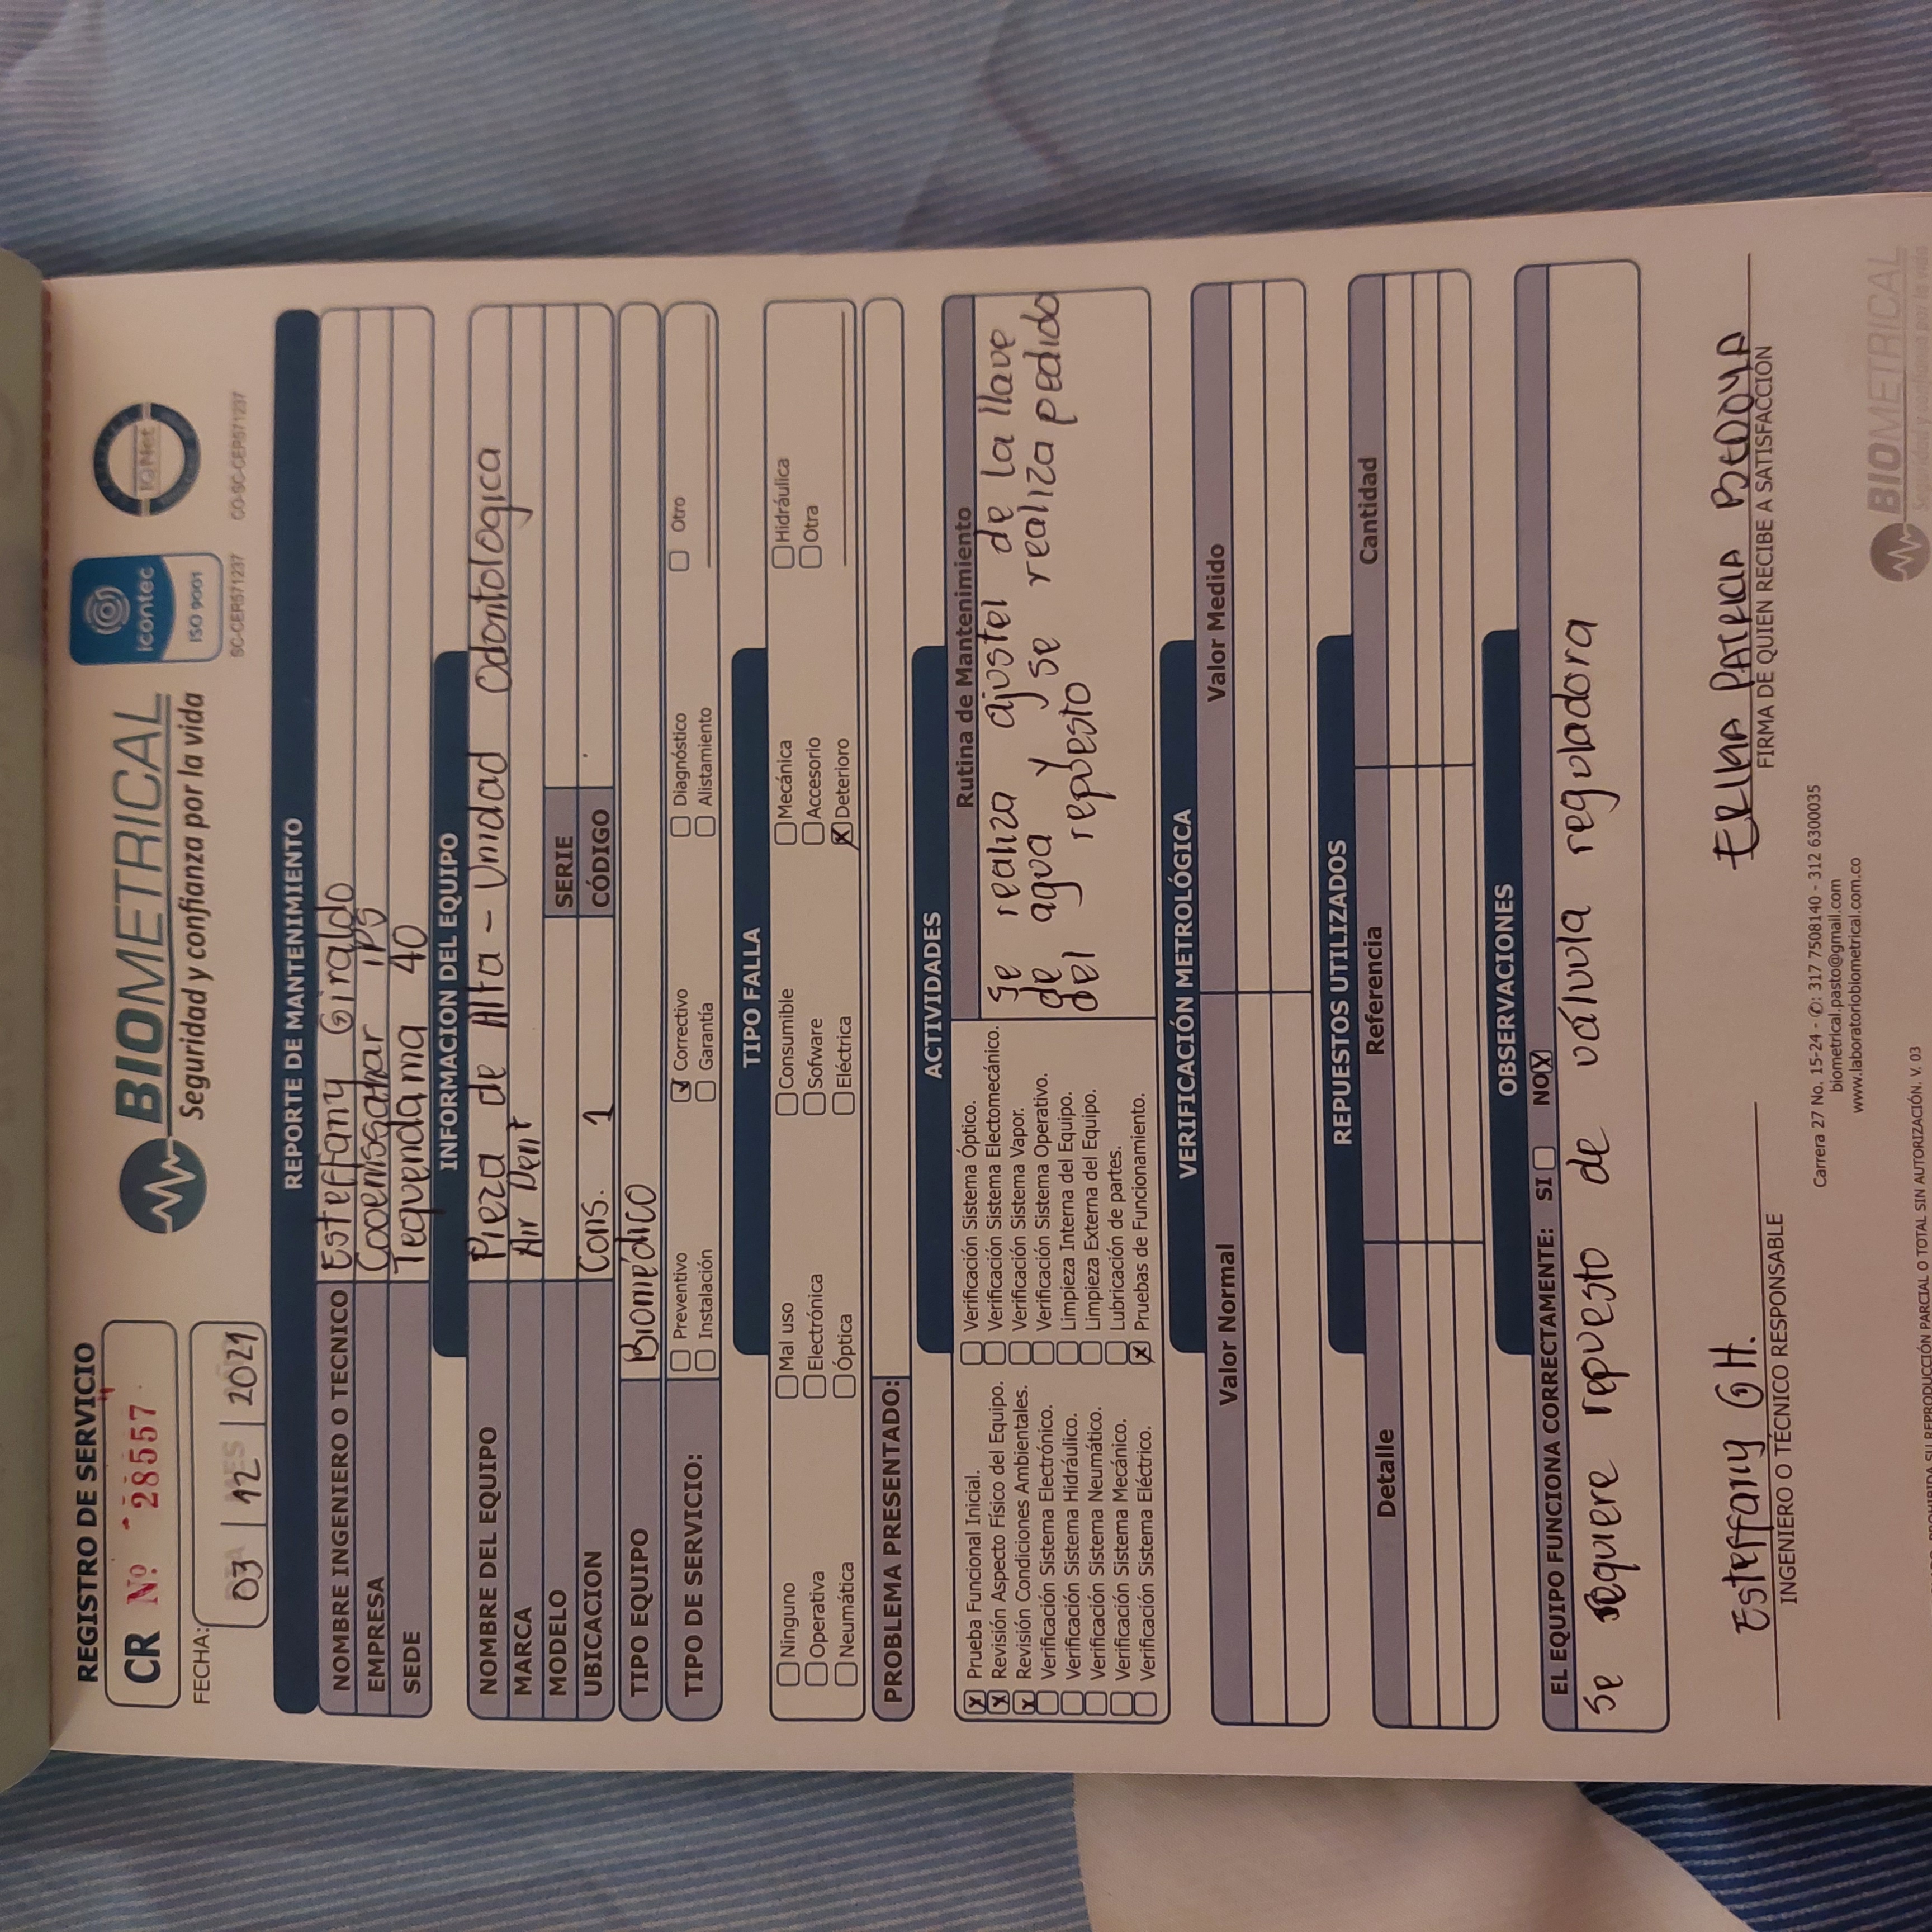 REGISTRO DE SERVICIO
CR Nº 28557
FECHA: 03 12 2021
BIOMETRICAL
Seguridad y confianza por la vida
icontec
ISO 9001
SC-CER571237
IQNet
CO-SC-CER571237
REPORTE DE MANTENIMIENTO
NOMBRE INGENIERO O TECNICO Esteffany Giraldo
EMPRESA IPS
SEDE Tequendama 40
INFORMACION DEL EQUIPO
NOMBRE DEL EQUIPO Pieza de Alta - Unidad Odontologica
MARCA Air Dent
MODELO SERIE
UBICACION Cons. 1 CÓDIGO
TIPO EQUIPO Biomédico
TIPO DE SERVICIO:
Preventivo Correctivo Diagnóstico Otro
Instalación Garantía Alistamiento
TIPO FALLA
Ninguno Mal uso Consumible Mecánica Hidráulica
Operativa Electrónica Sofware Accesorio Otra
Neumática Óptica Eléctrica Deterioro
PROBLEMA PRESENTADO:
ACTIVIDADES
Prueba Funcional Inicial.
Revisión Aspecto Físico del Equipo.
Revisión Condiciones Ambientales.
Verificación Sistema Electrónico.
Verificación Sistema Hidráulico.
Verificación Sistema Neumático.
Verificación Sistema Mecánico.
Verificación Sistema Eléctrico.
Verificación Sistema Óptico.
Verificación Sistema Electomecánico.
Verificación Sistema Vapor.
Verificación Sistema Operativo.
Limpieza Interna del Equipo.
Limpieza Externa del Equipo.
Lubricación de partes.
Pruebas de Funcionamiento.
Rutina de Mantenimiento
se realiza ajustel de la llave
de agua y se realiza pedido
del repuesto
VERIFICACIÓN METROLÓGICA
Valor Normal Valor Medido
REPUESTOS UTILIZADOS
Detalle Referencia Cantidad
OBSERVACIONES
EL EQUIPO FUNCIONA CORRECTAMENTE: SI NO X
Se requiere repuesto de válvula reguladora
Esteffany G H.
INGENIERO O TÉCNICO RESPONSABLE
ERIKA PATRICIA BEDOYA
FIRMA DE QUIEN RECIBE A SATISFACCIÓN
Carrera 27 No. 15-24 - ✆: 317 7508140 - 312 6300035
biometrical.pasto@gmail.com
www.laboratoriobiometrical.com.co
PROHIBIDA SU REPRODUCCIÓN PARCIAL O TOTAL SIN AUTORIZACIÓN. V. 03
BIOMETRICAL
Seguridad y confianza por la vida